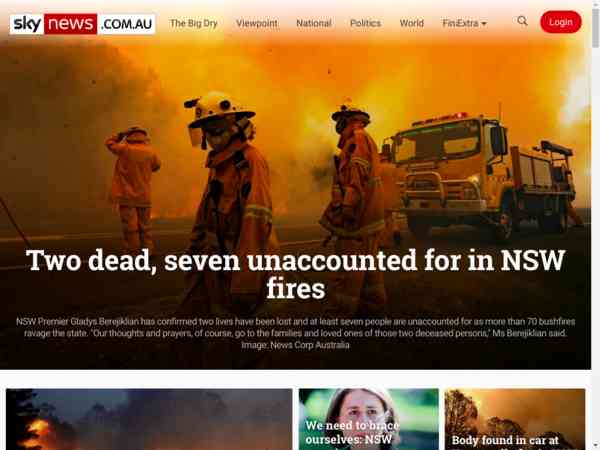 sky news .COM.AU
The Big Dry Viewpoint National Politics World Extra Login
Two dead, seven unaccounted for in NSW
fires
NSW Premier Gladys Berejiklian has confirmed two lives have been lost and at least seven people are unaccounted for as more than 70 bushfires
ravage the state. "Our thoughts and prayers, of course, go to the families and loved ones of those two deceased persons," Ms Berejiklian said.
Image: News Corp Australia
We need to brace
ourselves: NSW
Body found in car at